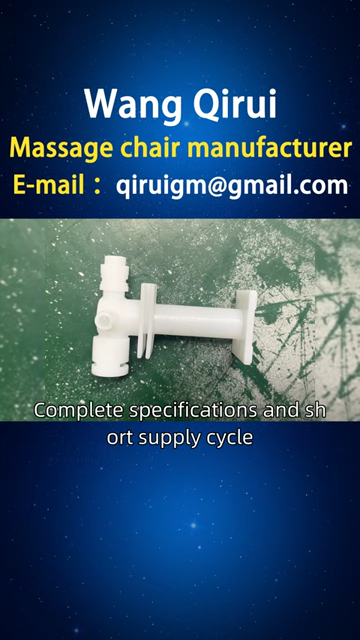 Wang Qirui
Massage chair manufacturer
E-mail： qiruigm@gmail.com
Complete specifications and sh
ort supply cycle